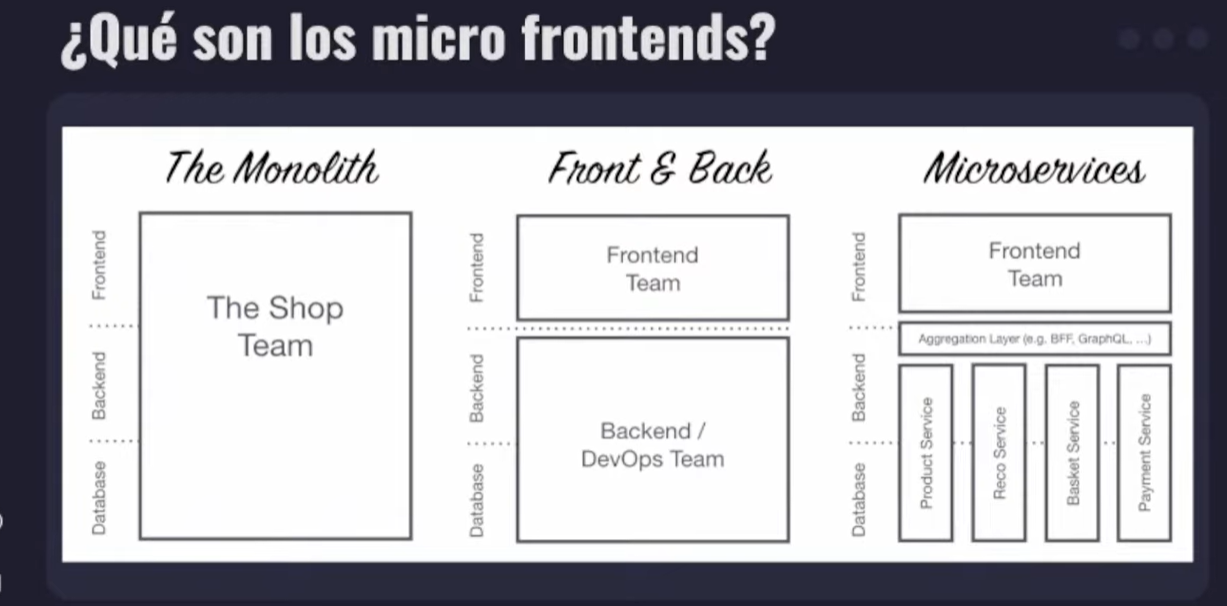 ¿Qué son los micro frontends?
The Monolith
Frontend
Backend
Database
The Shop
Team
Front & Back
Frontend
Backend
Database
Frontend
Team
Backend /
DevOps Team
Microservices
Frontend
Backend
Database
Frontend
Team
Aggregation Layer (e.g. BFF, GraphQL, ...)
Product Service
Reco Service
Basket Service
Payment Service